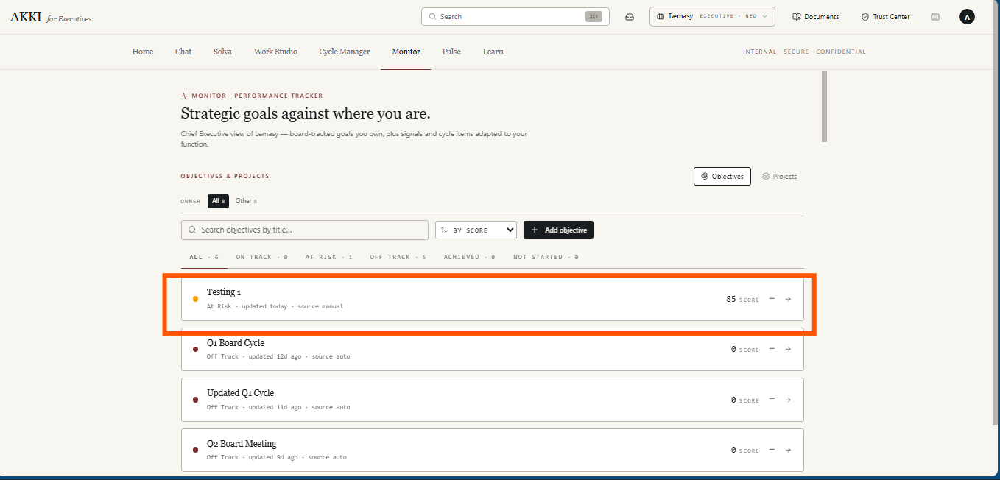 AKKI for Executives
Search
⌘K
Lemasy EXECUTIVE · NED
Documents
Trust Center
A
Home
Chat
Solva
Work Studio
Cycle Manager
Monitor
Pulse
Learn
INTERNAL · SECURE · CONFIDENTIAL
MONITOR · PERFORMANCE TRACKER
Strategic goals against where you are.
Chief Executive view of Lemasy — board-tracked goals you own, plus signals and cycle items adapted to your
function.
OBJECTIVES & PROJECTS
Objectives
Projects
OWNER
All 8
Other 8
Search objectives by title...
BY SCORE
+ Add objective
ALL · 6
ON TRACK · 0
AT RISK · 1
OFF TRACK · 5
ACHIEVED · 0
NOT STARTED · 0
Testing 1
At Risk · updated today · source manual
85 SCORE — →
Q1 Board Cycle
Off Track · updated 12d ago · source auto
0 SCORE — →
Updated Q1 Cycle
Off Track · updated 11d ago · source auto
0 SCORE — →
Q2 Board Meeting
Off Track · updated 9d ago · source auto
0 SCORE — →